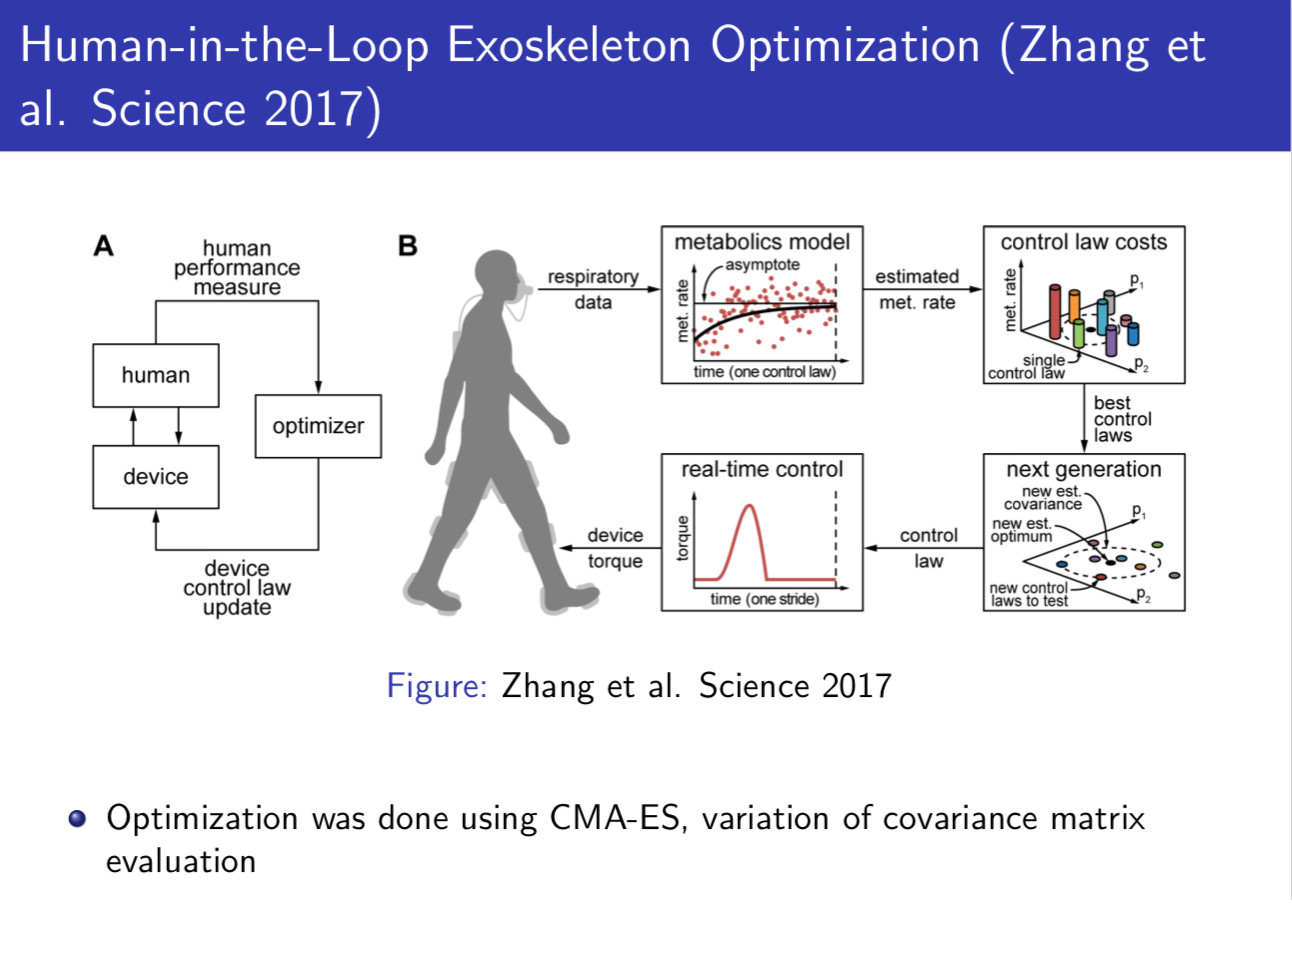 Human-in-the-Loop Exoskeleton Optimization (Zhang et
al. Science 2017)
A
human
performance
measure
human
optimizer
device
device
control law
update
B
respiratory
data
metabolics model
asymptote
met. rate
time (one control law)
estimated
met. rate
control law costs
met. rate
p1
single
control law
p2
best
control
laws
next generation
new est.
covariance
p1
new est.
optimum
new control
laws to test
p2
control
law
real-time control
torque
time (one stride)
device
torque
Figure: Zhang et al. Science 2017
Optimization was done using CMA-ES, variation of covariance matrix
evaluation